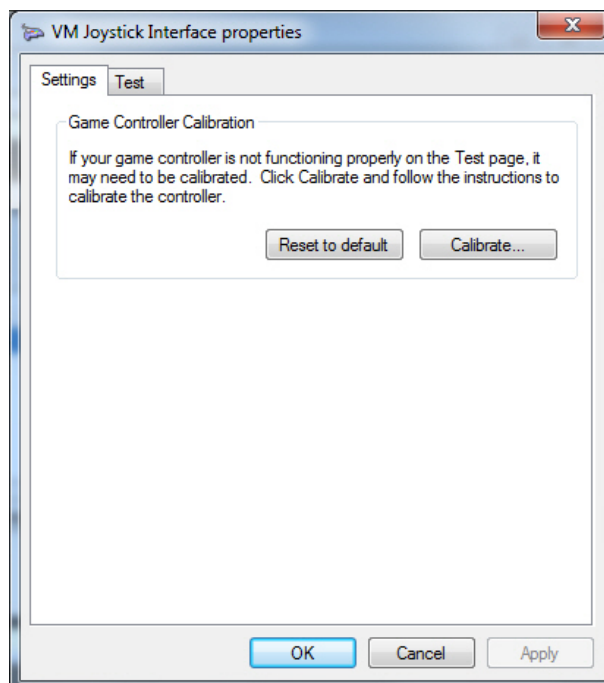 VM Joystick Interface properties
Settings
Test
Game Controller Calibration
If your game controller is not functioning properly on the Test page, it
may need to be calibrated. Click Calibrate and follow the instructions to
calibrate the controller.
Reset to default
Calibrate...
OK
Cancel
Apply